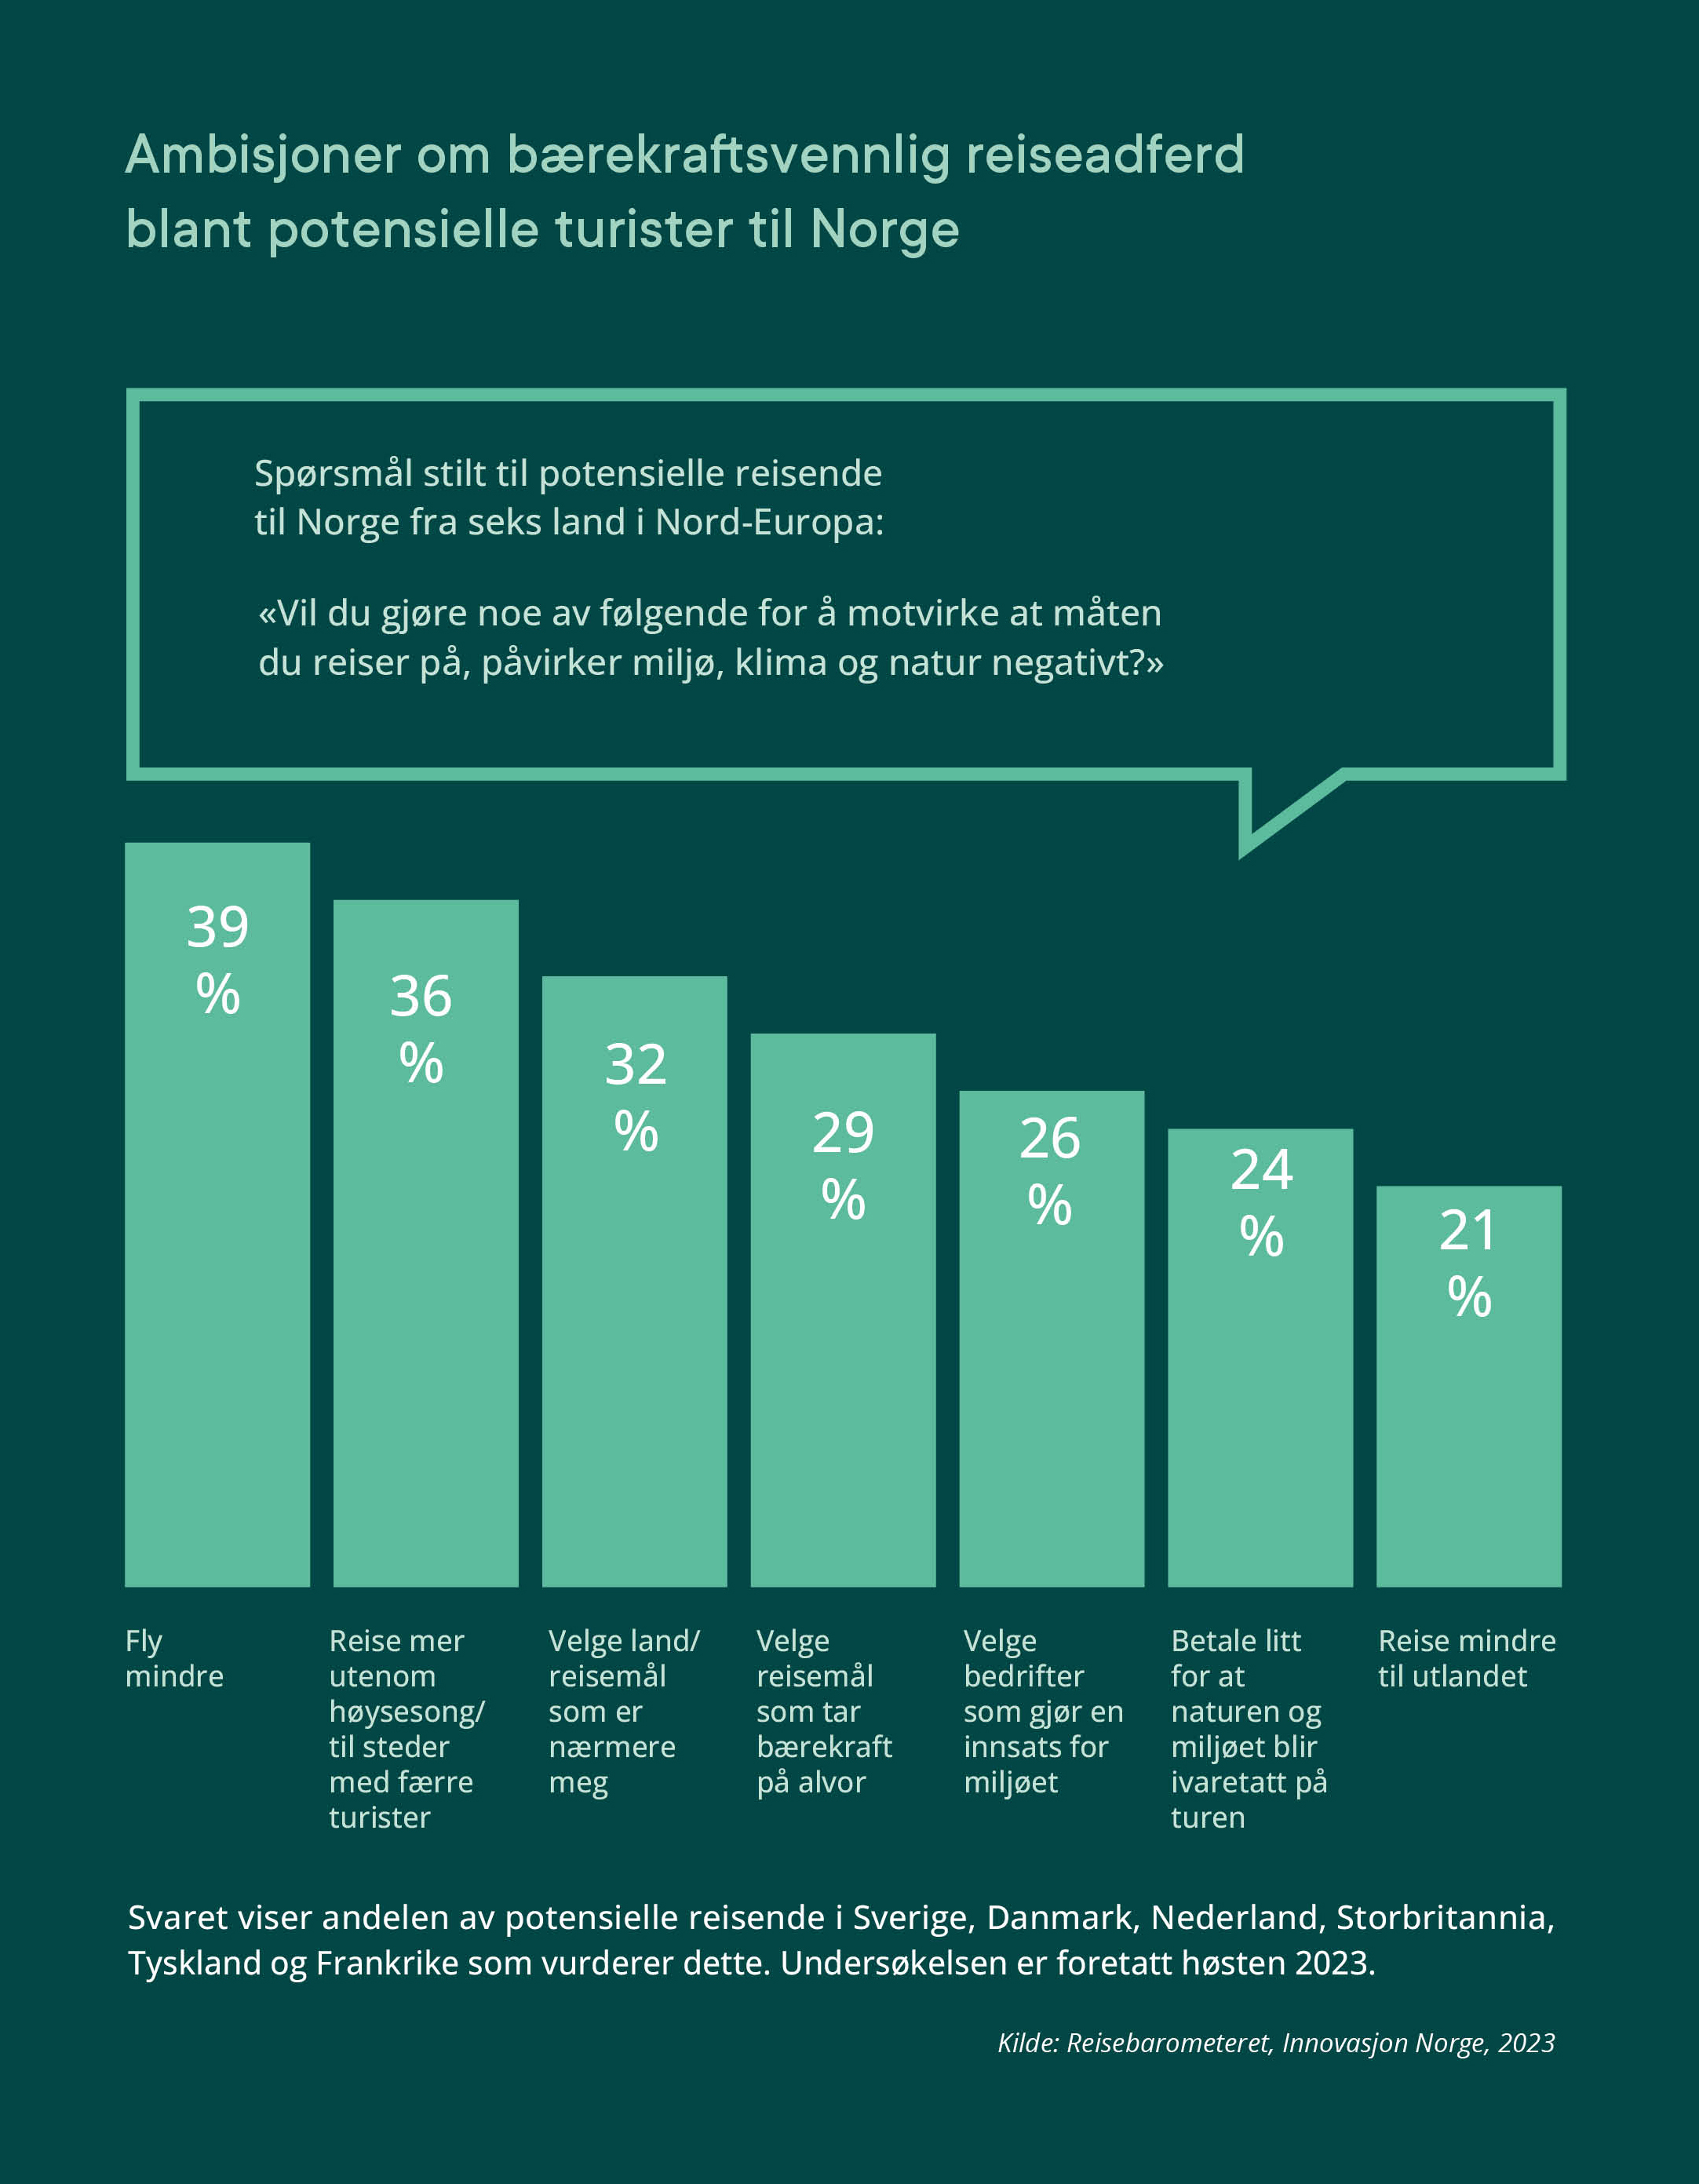 Ambisjoner om bærekraftsvennlig reiseadferd
blant potensielle turister til Norge
Spørsmål stilt til potensielle reisende
til Norge fra seks land i Nord-Europa:
«Vil du gjøre noe av følgende for å motvirke at måten
du reiser på, påvirker miljø, klima og natur negativt?»
39
%
36
%
32
%
29
%
26
%
24
%
21
%
Fly
mindre
Reise mer
utenom
høysesong/
til steder
med færre
turister
Velge land/
reisemål
som er
nærmere
meg
Velge
reisemål
som tar
bærekraft
på alvor
Velge
bedrifter
som gjør en
innsats for
miljøet
Betale litt
for at
naturen og
miljøet blir
ivaretatt på
turen
Reise mindre
til utlandet
Svaret viser andelen av potensielle reisende i Sverige, Danmark, Nederland, Storbritannia,
Tyskland og Frankrike som vurderer dette. Undersøkelsen er foretatt høsten 2023.
Kilde: Reisebarometeret, Innovasjon Norge, 2023